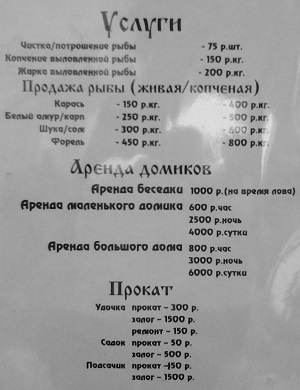 Услуги
Чистка/потрошение рыбы - 75 р.шт.
Копчение выловленной рыбы - 150 р.кг.
Жарка выловленной рыбы - 200 р.кг.
Продажа рыбы (живая/копченая)
Карась - 150 р.кг. - 400 р.кг.
Белый амур/карп - 250 р.кг. - 500 р.кг.
Щука/сом - 300 р.кг. - 600 р.кг.
Форель - 450 р.кг. - 800 р.кг.
Аренда домиков
Аренда беседки 1000 р.(на время лова)
Аренда маленького домика 600 р.час
2500 р.ночь
4000 р.сутки
Аренда большого дома 800 р.час
3000 р.ночь
6000 р.сутки
Прокат
Удочка прокат - 300 р.
залог - 1500 р.
ремонт - 150 р.
Садок прокат - 50 р.
залог - 500 р.
Подсачик прокат - 150 р.
залог - 1500 р.